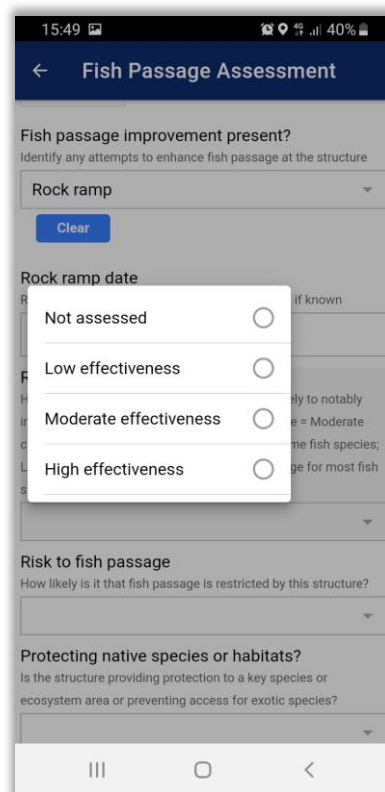 15:49 4G 40%
Fish Passage Assessment
Fish passage improvement present?
Identify any attempts to enhance fish passage at the structure
Rock ramp
Clear
Rock ramp date
if known
Not assessed
Low effectiveness
Moderate effectiveness
High effectiveness
ely to notably
e = Moderate
me fish species;
ge for most fish
Risk to fish passage
How likely is it that fish passage is restricted by this structure?
Protecting native species or habitats?
Is the structure providing protection to a key species or
ecosystem area or preventing access for exotic species?